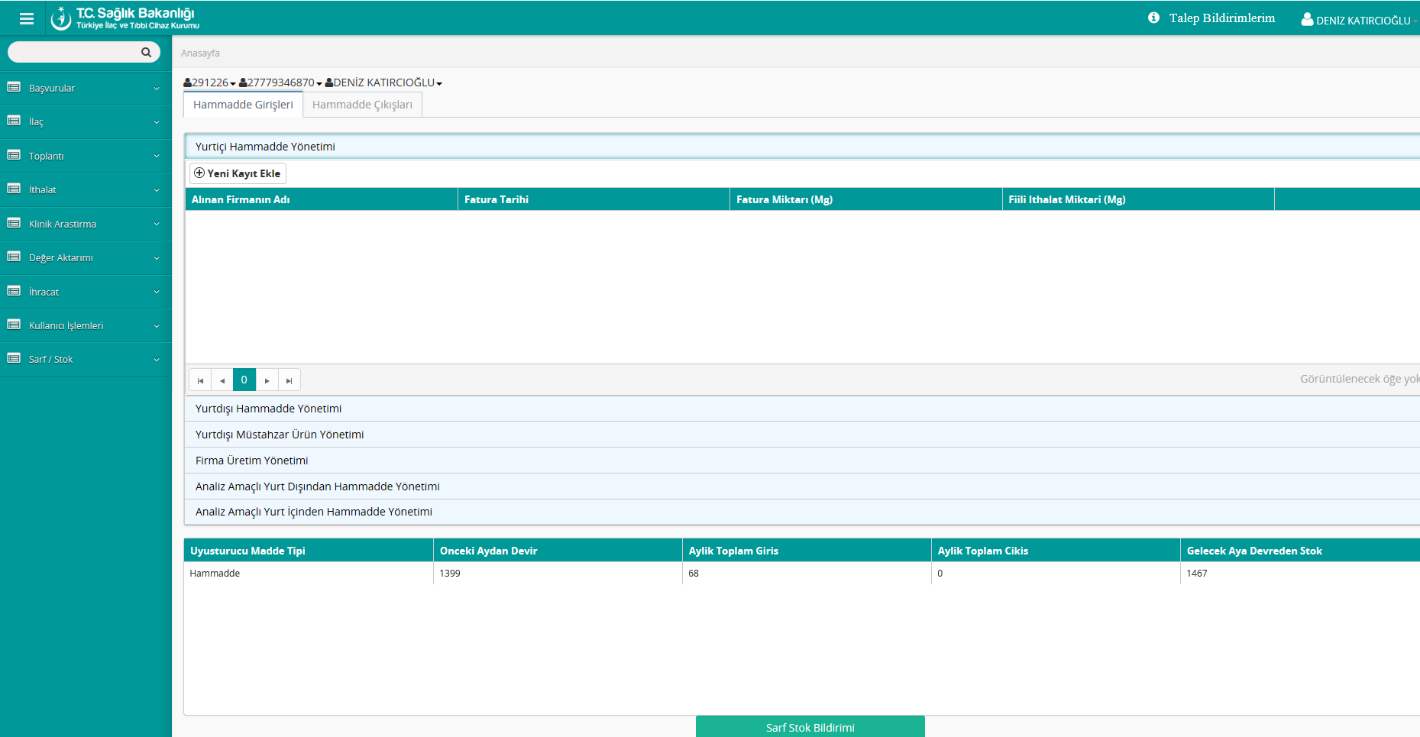 T.C. Sağlık Bakanlığı
Türkiye İlaç ve Tıbbi Cihaz Kurumu
Talep Bildirimlerim
DENİZ KATIRCIOĞLU
Anasayfa
Başvurular
İlaç
Toplantı
İthalat
Klinik Arastirma
Değer Aktarımı
İhracat
Kullanıcı İşlemleri
Sarf / Stok
291226 27779346870 DENİZ KATIRCIOĞLU
Hammadde Girişleri Hammadde Çıkışları
Yurtiçi Hammadde Yönetimi
Yeni Kayıt Ekle
Alınan Firmanın Adı Fatura Tarihi Fatura Miktarı (Mg) Fiili Ithalat Miktari (Mg)
0 Görüntülenecek öğe yok
Yurtdışı Hammadde Yönetimi
Yurtdışı Müstahzar Ürün Yönetimi
Firma Üretim Yönetimi
Analiz Amaçlı Yurt Dışından Hammadde Yönetimi
Analiz Amaçlı Yurt İçinden Hammadde Yönetimi
Uyusturucu Madde Tipi Onceki Aydan Devir Aylik Toplam Giris Aylik Toplam Cikis Gelecek Aya Devreden Stok
Hammadde 1399 68 0 1467
Sarf Stok Bildirimi